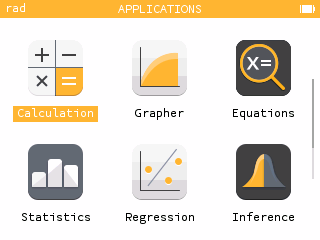 rad APPLICATIONS
Calculation Grapher Equations
X=
Statistics Regression Inference